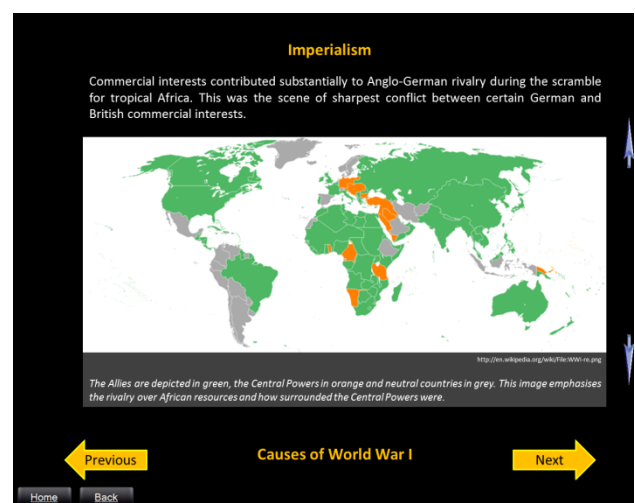 Imperialism
Commercial interests contributed substantially to Anglo-German rivalry during the scramble
for tropical Africa. This was the scene of sharpest conflict between certain German and
British commercial interests.
http://en.wikipedia.org/wiki/File:WWI-re.png
The Allies are depicted in green, the Central Powers in orange and neutral countries in grey. This image emphasises
the rivalry over African resources and how surrounded the Central Powers were.
Previous
Causes of World War I
Next
Home
Back